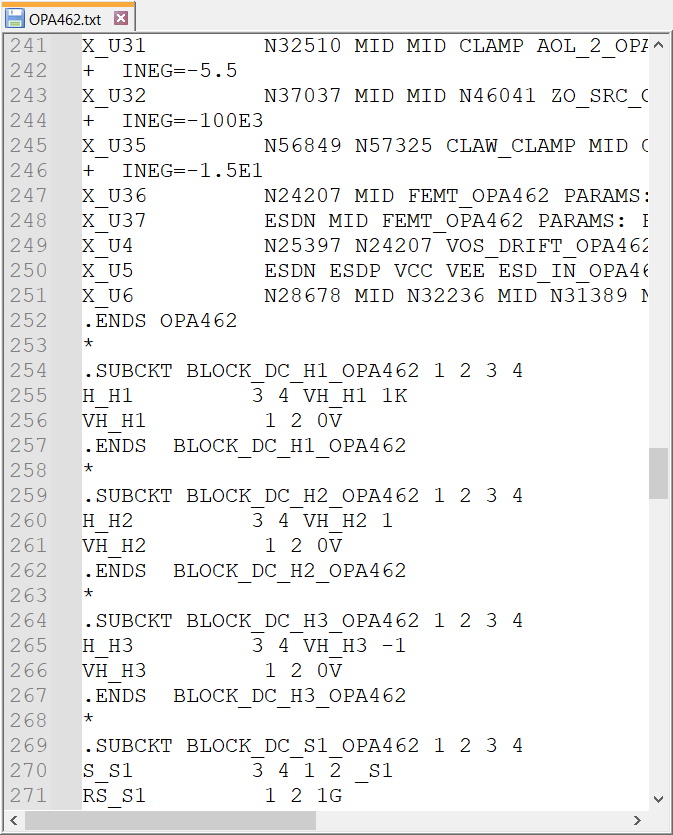 OPA462.txt
241 X_U31 N32510 MID MID CLAMP AOL_2_OPA
242 + INEG=-5.5
243 X_U32 N37037 MID MID N46041 ZO_SRC_
244 + INEG=-100E3
245 X_U35 N56849 N57325 CLAW_CLAMP MID
246 + INEG=-1.5E1
247 X_U36 N24207 MID FEMT_OPA462 PARAMS:
248 X_U37 ESDN MID FEMT_OPA462 PARAMS:
249 X_U4 N25397 N24207 VOS_DRIFT_OPA462
250 X_U5 ESDN ESDP VCC VEE ESD_IN_OPA46
251 X_U6 N28678 MID N32236 MID N31389
252 .ENDS OPA462
253 *
254 .SUBCKT BLOCK_DC_H1_OPA462 1 2 3 4
255 H_H1 3 4 VH_H1 1K
256 VH_H1 1 2 0V
257 .ENDS BLOCK_DC_H1_OPA462
258 *
259 .SUBCKT BLOCK_DC_H2_OPA462 1 2 3 4
260 H_H2 3 4 VH_H2 1
261 VH_H2 1 2 0V
262 .ENDS BLOCK_DC_H2_OPA462
263 *
264 .SUBCKT BLOCK_DC_H3_OPA462 1 2 3 4
265 H_H3 3 4 VH_H3 -1
266 VH_H3 1 2 0V
267 .ENDS BLOCK_DC_H3_OPA462
268 *
269 .SUBCKT BLOCK_DC_S1_OPA462 1 2 3 4
270 S_S1 3 4 1 2 _S1
271 RS_S1 1 2 1G